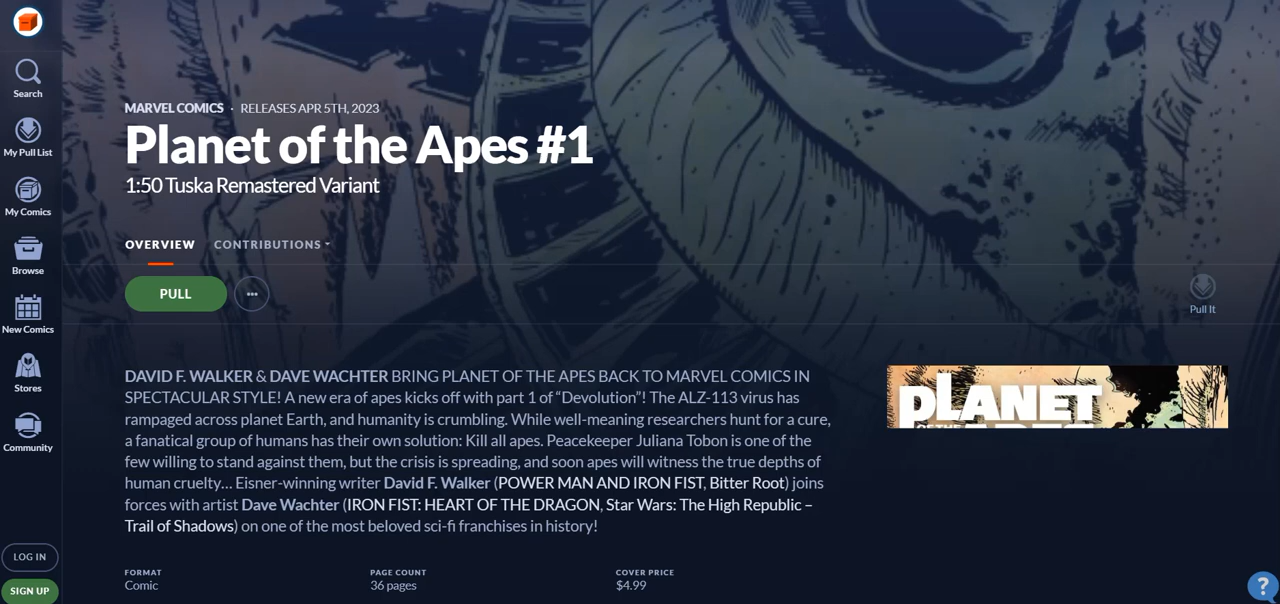 Search
My Pull List
My Comics
Browse
New Comics
Stores
Community
LOG IN
SIGN UP
MARVEL COMICS · RELEASES APR 5TH, 2023
Planet of the Apes #1
1:50 Tuska Remastered Variant
OVERVIEW CONTRIBUTIONS
PULL
Pull It
DAVID F. WALKER & DAVE WACHTER BRING PLANET OF THE APES BACK TO MARVEL COMICS IN
SPECTACULAR STYLE! A new era of apes kicks off with part 1 of “Devolution”! The ALZ-113 virus has
rampaged across planet Earth, and humanity is crumbling. While well-meaning researchers hunt for a cure,
a fanatical group of humans has their own solution: Kill all apes. Peacekeeper Juliana Tobon is one of the
few willing to stand against them, but the crisis is spreading, and soon apes will witness the true depths of
human cruelty… Eisner-winning writer David F. Walker (POWER MAN AND IRON FIST, Bitter Root) joins
forces with artist Dave Wachter (IRON FIST: HEART OF THE DRAGON, Star Wars: The High Republic –
Trail of Shadows) on one of the most beloved sci-fi franchises in history!
PLANET
FORMAT PAGE COUNT COVER PRICE
Comic 36 pages $4.99
?